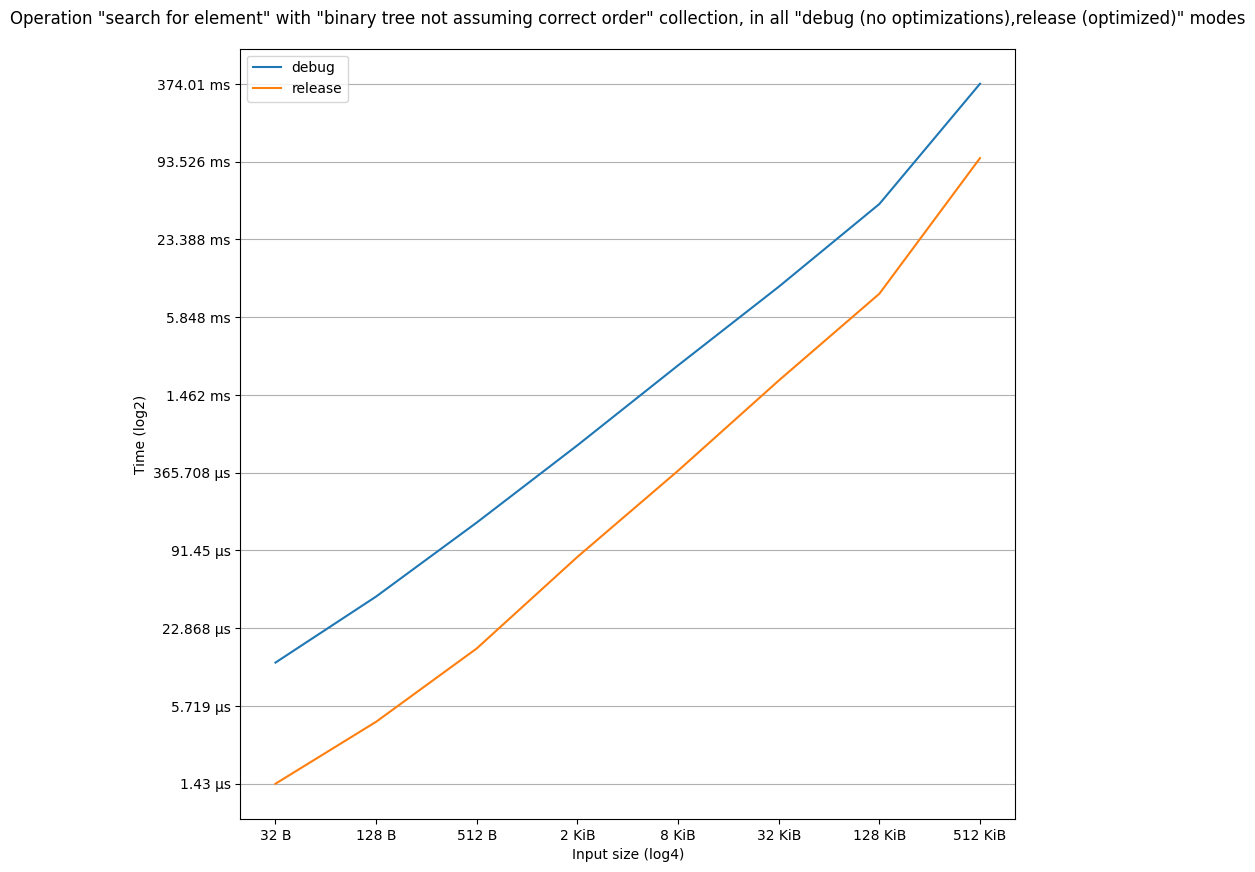 Operation "search for element" with "binary tree not assuming correct order" collection, in all "debug (no optimizations),release (optimized)" modes
debug
release
374.01 ms
93.526 ms
23.388 ms
5.848 ms
1.462 ms
365.708 µs
91.45 µs
22.868 µs
5.719 µs
1.43 µs
Time (log2)
32 B 128 B 512 B 2 KiB 8 KiB 32 KiB 128 KiB 512 KiB
Input size (log4)